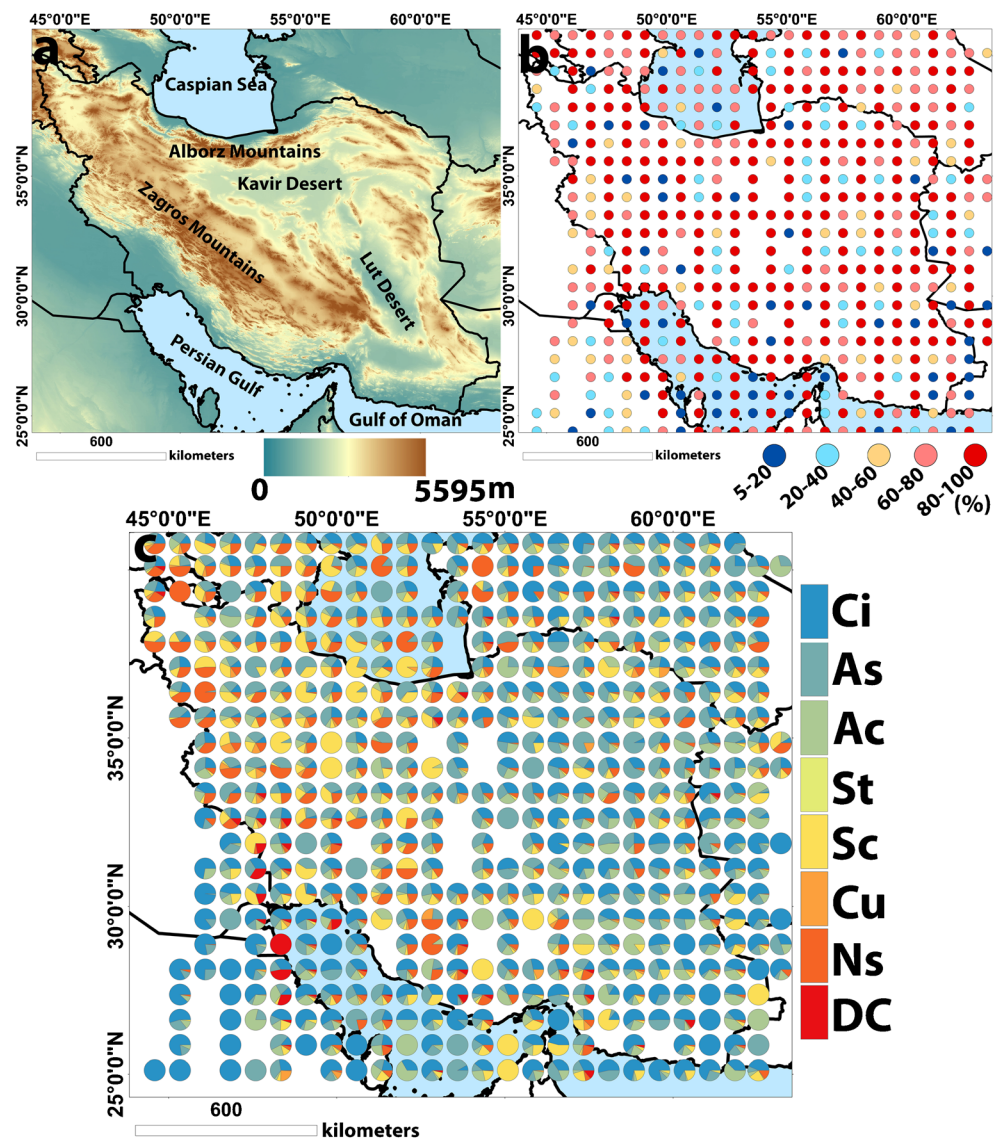 45°0'0"E 50°0'0"E 55°0'0"E 60°0'0"E
a
Caspian Sea
Alborz Mountains
Kavir Desert
Zagros Mountains
Lut Desert
Persian Gulf
Gulf of Oman
35°0'0"N
30°0'0"N
25°0'0"N
600
kilometers
0 5595m
45°0'0"E 50°0'0"E 55°0'0"E 60°0'0"E
b
35°0'0"N
30°0'0"N
25°0'0"N
600
kilometers
5-20
20-40
40-60
60-80
80-100
(%)
45°0'0"E 50°0'0"E 55°0'0"E 60°0'0"E
c
35°0'0"N
30°0'0"N
25°0'0"N
600
kilometers
Ci
As
Ac
St
Sc
Cu
Ns
DC